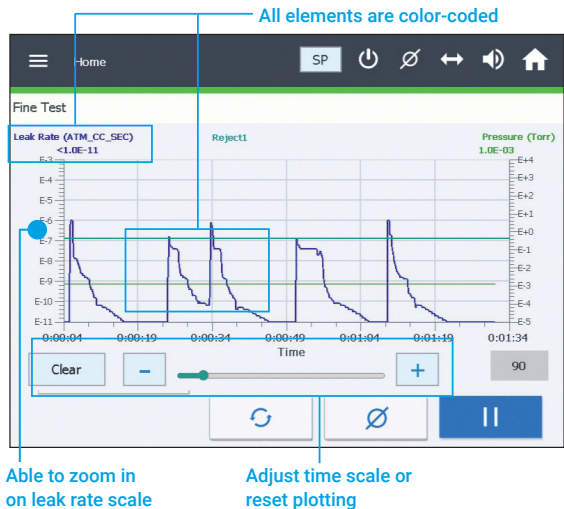 All elements are color-coded
Home
SP
Fine Test
Leak Rate (ATM_CC_SEC)
<1.0E-11
Reject1
Pressure (Torr)
1.0E-03
E-3
E-4
E-5
E-6
E-7
E-8
E-9
E-10
E-11
E+4
E+3
E+2
E+1
E+0
E-1
E-2
E-3
E-4
E-5
0:00:04 0:00:19 0:00:34 0:00:49 0:01:04 0:01:19 0:01:34
Time
Clear
-
+
90
Able to zoom in
on leak rate scale
Adjust time scale or
reset plotting